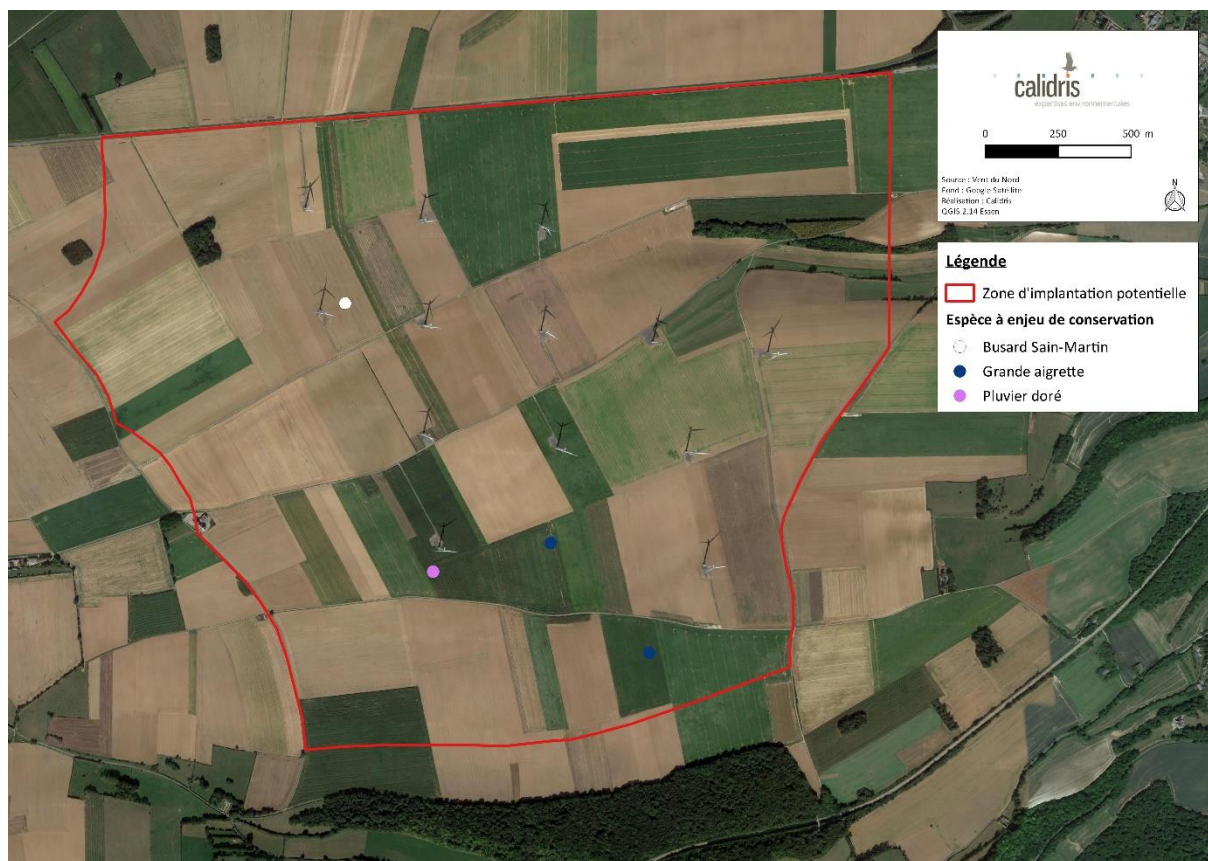 calidris
expertises environnementales
0 250 500 m
Source : Vent du Nord
Fond : Google Satélite
Réalisation : Calidris
QGIS 2.14 Essen
N
Légende
Zone d'implantation potentielle
Espèce à enjeu de conservation
Busard Sain-Martin
Grande aigrette
Pluvier doré